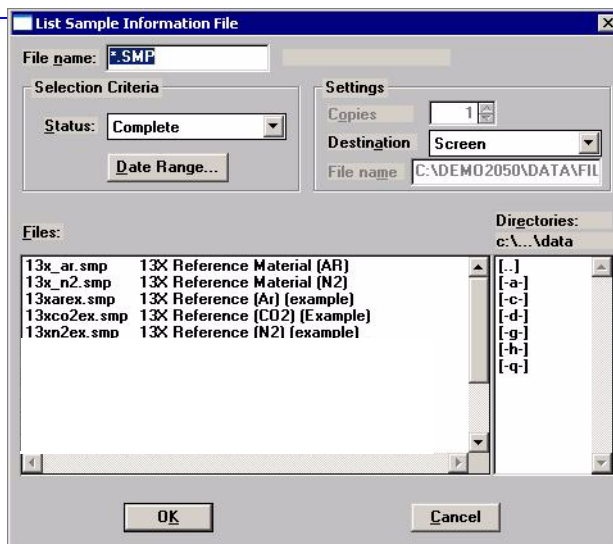 List Sample Information File
File name: *.SMP
Selection Criteria
Status: Complete
Date Range...
Settings
Copies 1
Destination Screen
File name C:\DEMO2050\DATA\FIL
Files:
13x_ar.smp 13X Reference Material (AR)
13x_n2.smp 13X Reference Material (N2)
13xarex.smp 13X Reference (Ar) (example)
13xco2ex.smp 13X Reference (CO2) (Example)
13xn2ex.smp 13X Reference (N2) (example)
Directories:
c:\...\data
[..]
[-a-]
[-c-]
[-d-]
[-g-]
[-h-]
[-q-]
OK
Cancel